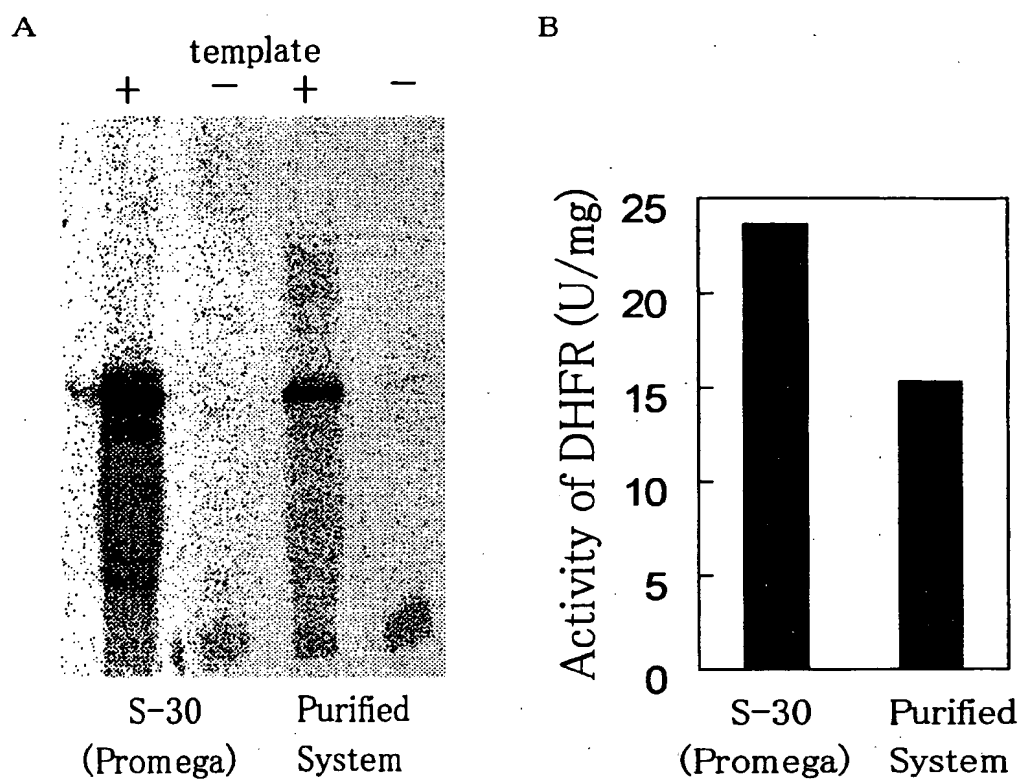 A
template
+ − + −
S-30 Purified
(Promega) System
B
Activity of DHFR (U/mg)
25
20
15
10
5
0
S-30 Purified
(Promega) System